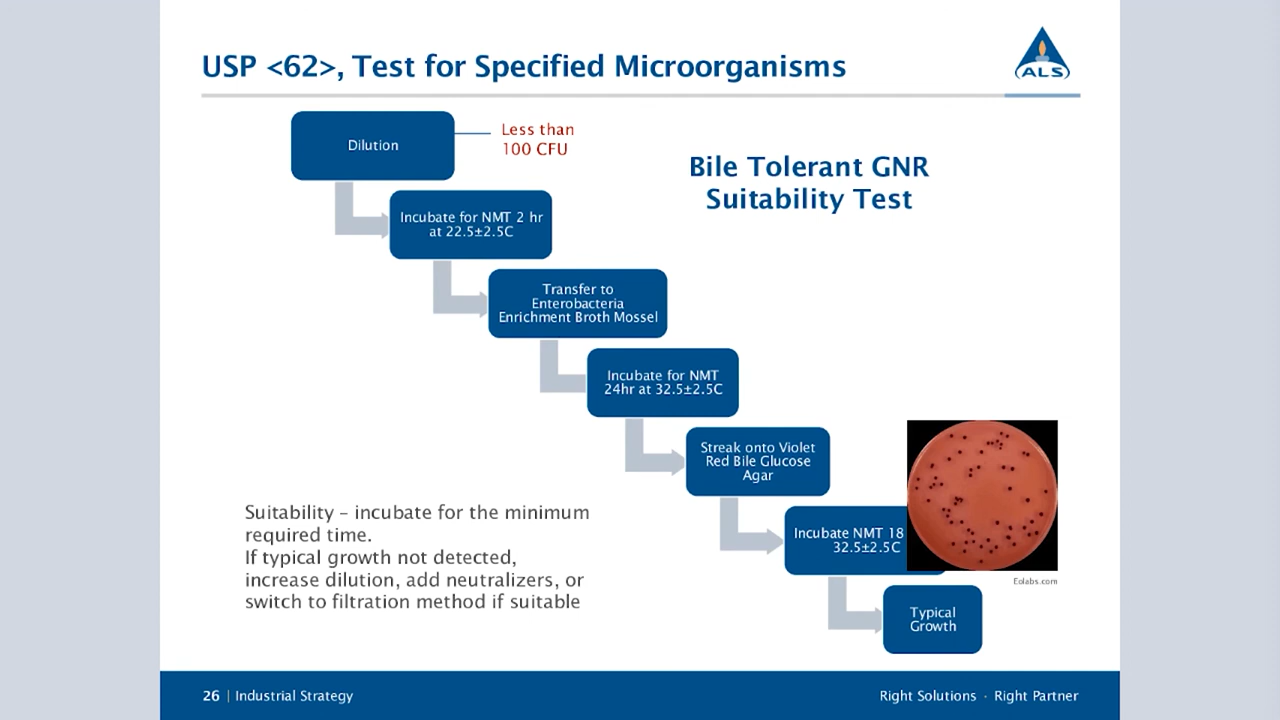 USP <62>, Test for Specified Microorganisms
ALS
Dilution
Less than
100 CFU
Bile Tolerant GNR
Suitability Test
Incubate for NMT 2 hr
at 22.5±2.5C
Transfer to
Enterobacteria
Enrichment Broth Mossel
Incubate for NMT
24hr at 32.5±2.5C
Streak onto Violet
Red Bile Glucose
Agar
Incubate NMT 18
32.5±2.5C
Eolabs.com
Typical
Growth
Suitability – incubate for the minimum
required time.
If typical growth not detected,
increase dilution, add neutralizers, or
switch to filtration method if suitable
26 | Industrial Strategy
Right Solutions · Right Partner